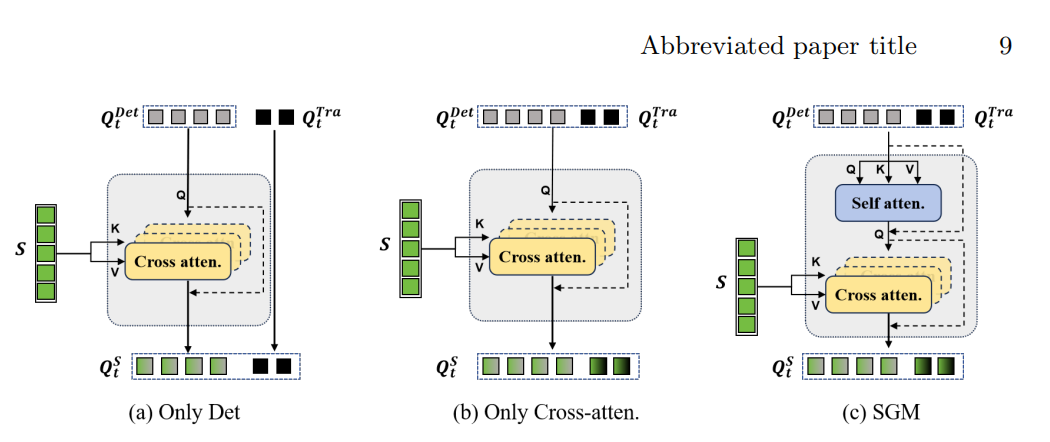 Abbreviated paper title 9
Q_t^Det Q_t^Tra
Q
S
K
V
Cross atten.
Q_t^S
(a) Only Det
Q_t^Det Q_t^Tra
Q
S
K
V
Cross atten.
Q_t^S
(b) Only Cross-atten.
Q_t^Det Q_t^Tra
Q K V
Self atten.
Q
S
K
V
Cross atten.
Q_t^S
(c) SGM